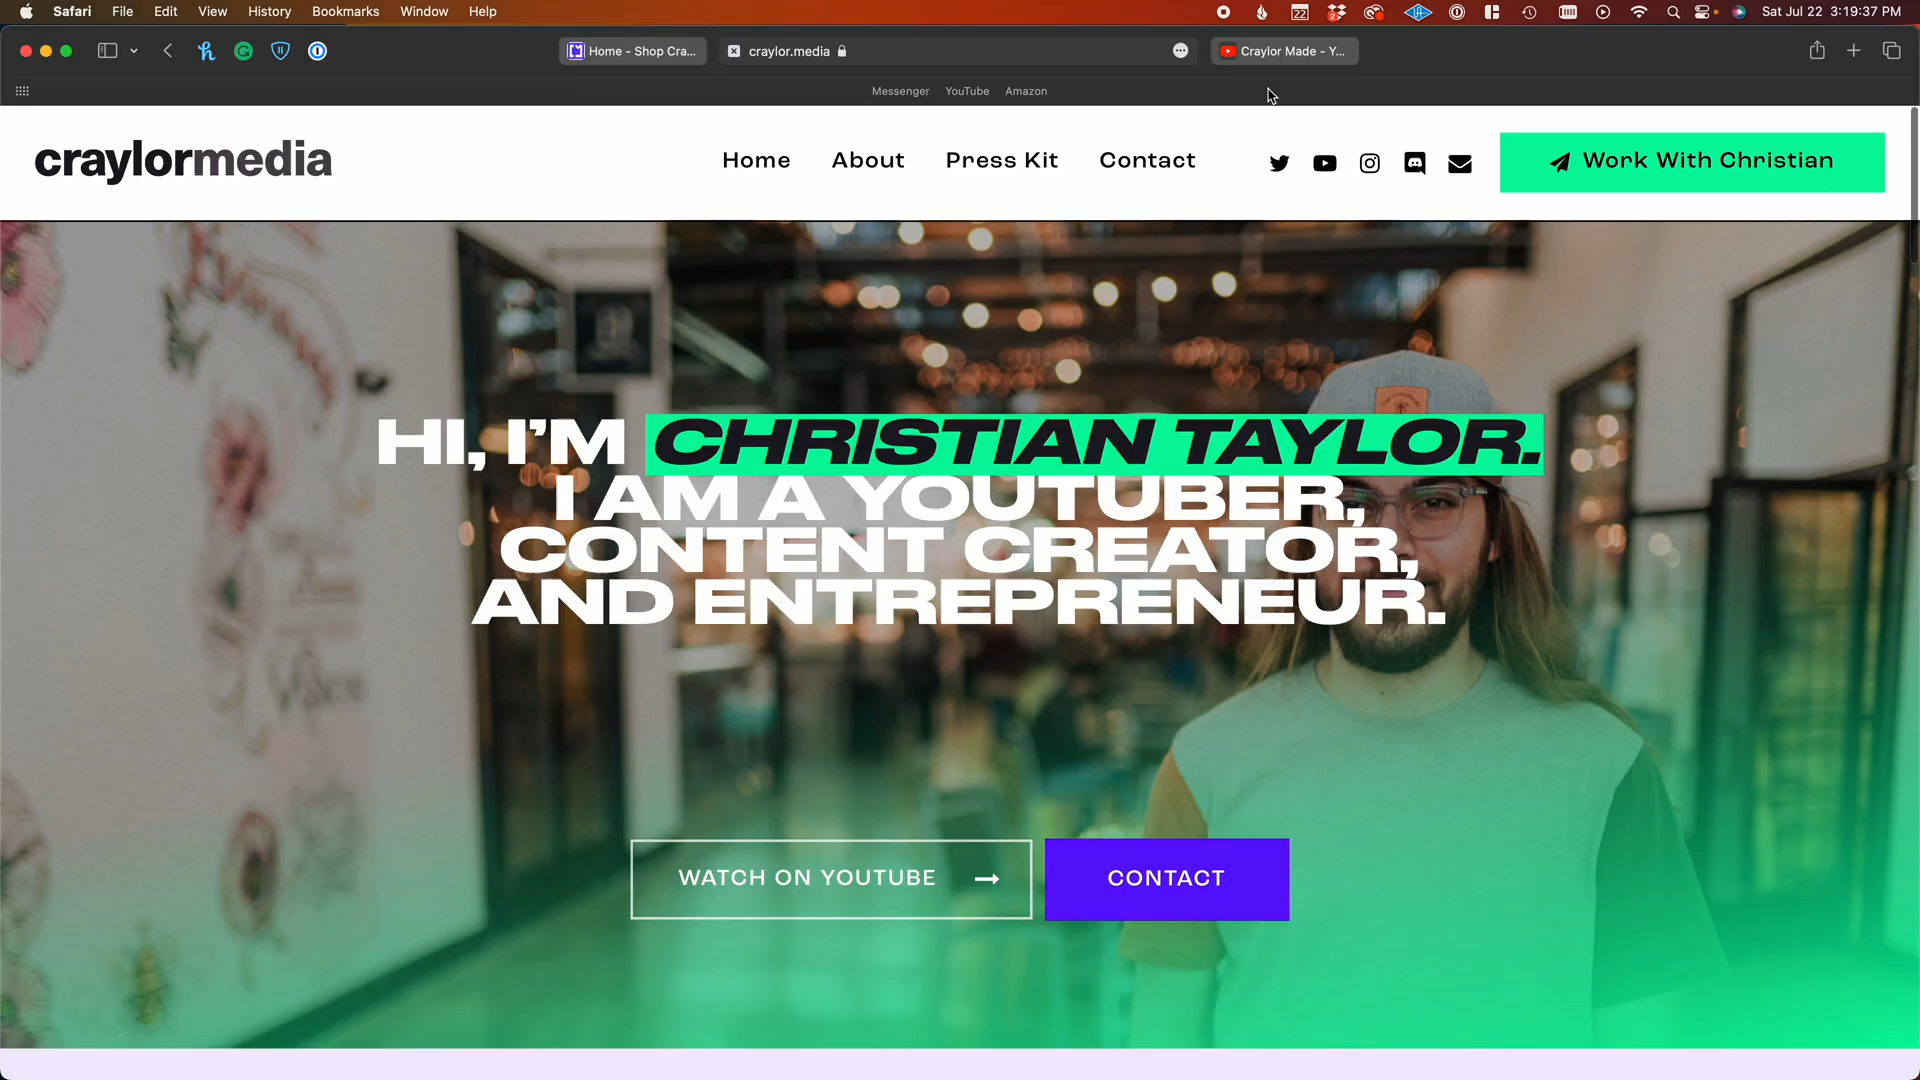 Safari File Edit View History Bookmarks Window Help
22 2 Sat Jul 22 3:19:37 PM
Home - Shop Cra...
craylor.media
Craylor Made - Y...
Messenger YouTube Amazon
craylormedia
Home About Press Kit Contact
Work With Christian
HI, I'M CHRISTIAN TAYLOR.
I AM A YOUTUBER,
CONTENT CREATOR,
AND ENTREPRENEUR.
WATCH ON YOUTUBE →
CONTACT